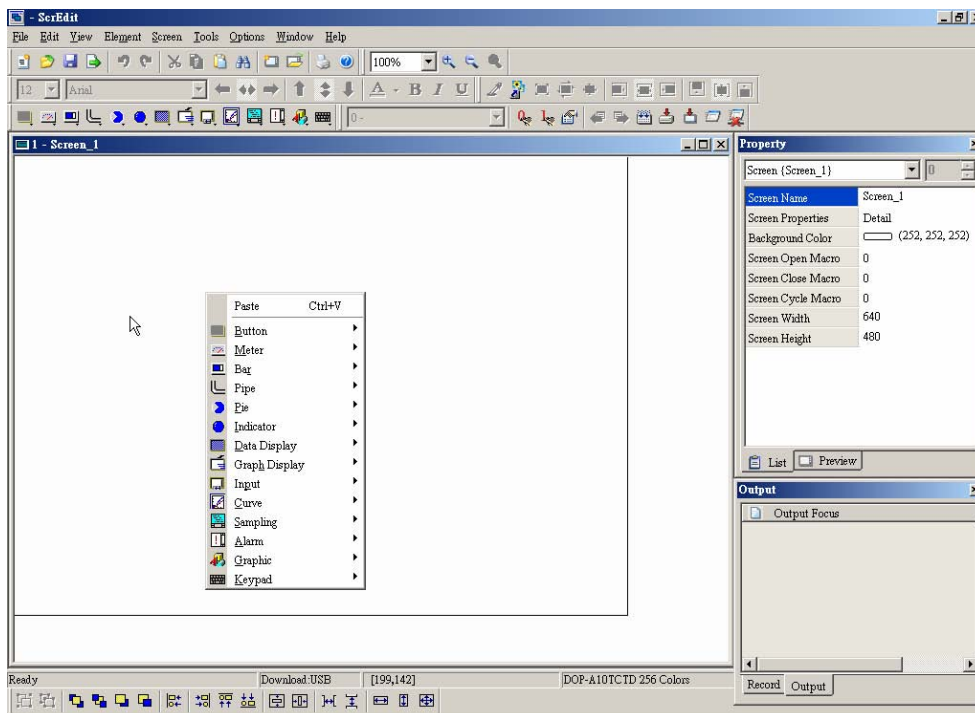 - ScrEdit
File Edit View Element Screen Tools Options Window Help
100%
12 Arial A - B I U
0 -
1 - Screen_1
Paste Ctrl+V
Button
Meter
Bar
Pipe
Pie
Indicator
Data Display
Graph Display
Input
Curve
Sampling
Alarm
Graphic
Keypad
Property
Screen {Screen_1} 0
Screen Name Screen_1
Screen Properties Detail
Background Color (252, 252, 252)
Screen Open Macro 0
Screen Close Macro 0
Screen Cycle Macro 0
Screen Width 640
Screen Height 480
List Preview
Output
Output Focus
Record Output
Ready Download:USB [199,142] DOP-A10TCTD 256 Colors